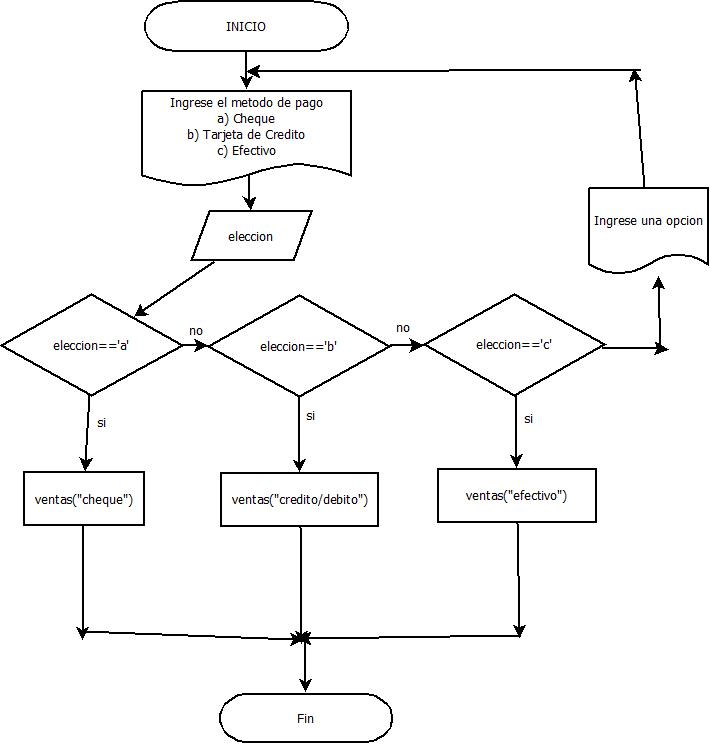 INICIO
Ingrese el metodo de pago
a) Cheque
b) Tarjeta de Credito
c) Efectivo
Ingrese una opcion
eleccion
eleccion=='a'
no
eleccion=='b'
no
eleccion=='c'
si
si
si
ventas("cheque")
ventas("credito/debito")
ventas("efectivo")
Fin